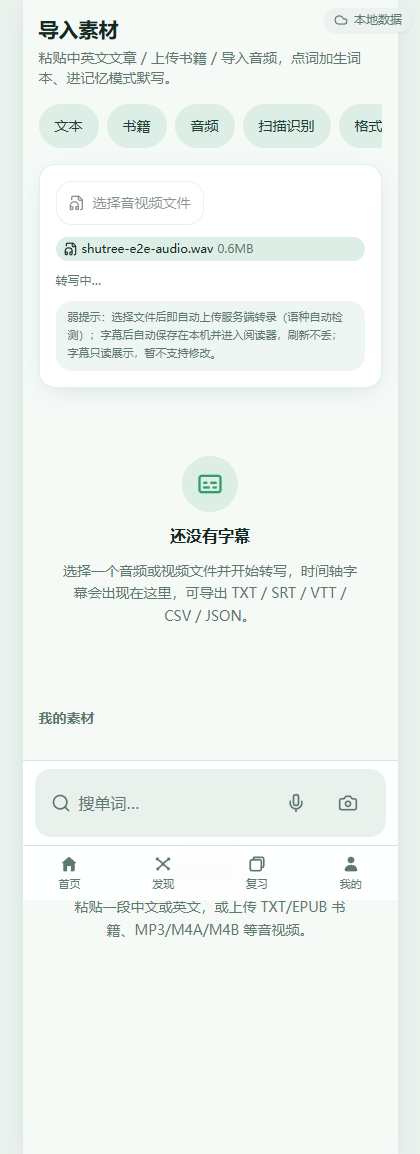 导入素材
本地数据
粘贴中英文文章 / 上传书籍 / 导入音频，点词加生词
本、进记忆模式默写。
文本
书籍
音频
扫描识别
格式
选择音视频文件
shutree-e2e-audio.wav 0.6MB
转写中...
弱提示：选择文件后即自动上传服务端转录（语种自动检
测）；字幕后自动保存在本机并进入阅读器，刷新不丢；
字幕只读展示，暂不支持修改。
还没有字幕
选择一个音频或视频文件并开始转写，时间轴字
幕会出现在这里，可导出 TXT / SRT / VTT /
CSV / JSON。
我的素材
搜单词...
首页
发现
复习
我的
粘贴一段中文或英文，或上传 TXT/EPUB 书
籍、MP3/M4A/M4B 等音视频。